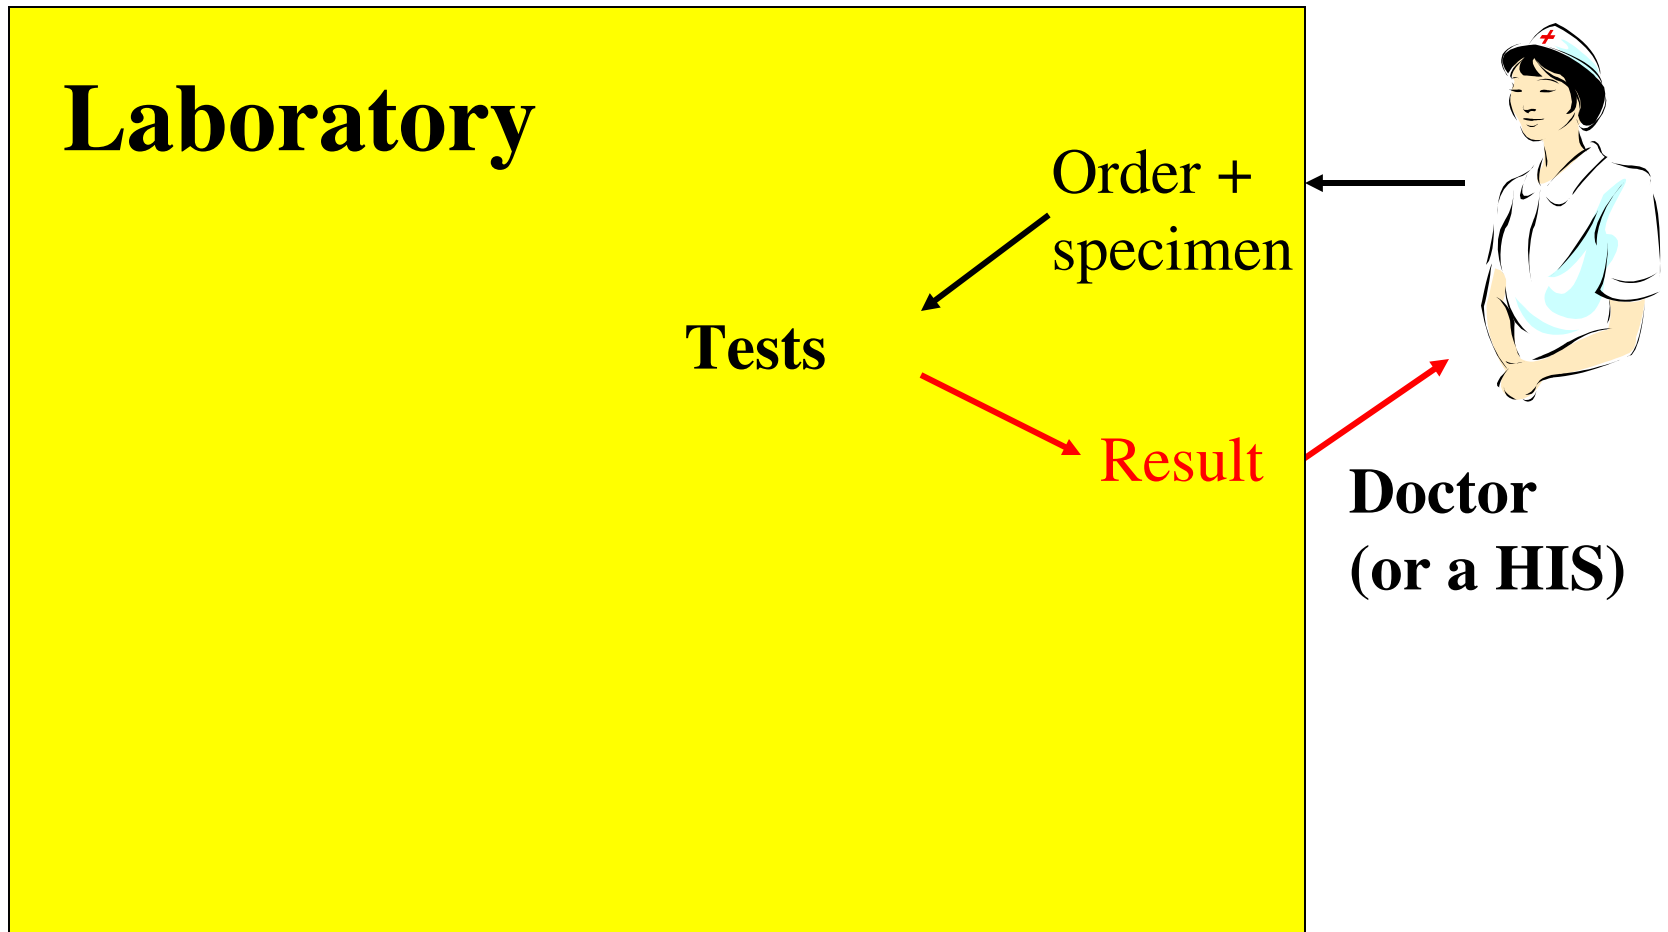 Laboratory
Order +
specimen
Tests
Result
Doctor
(or a HIS)